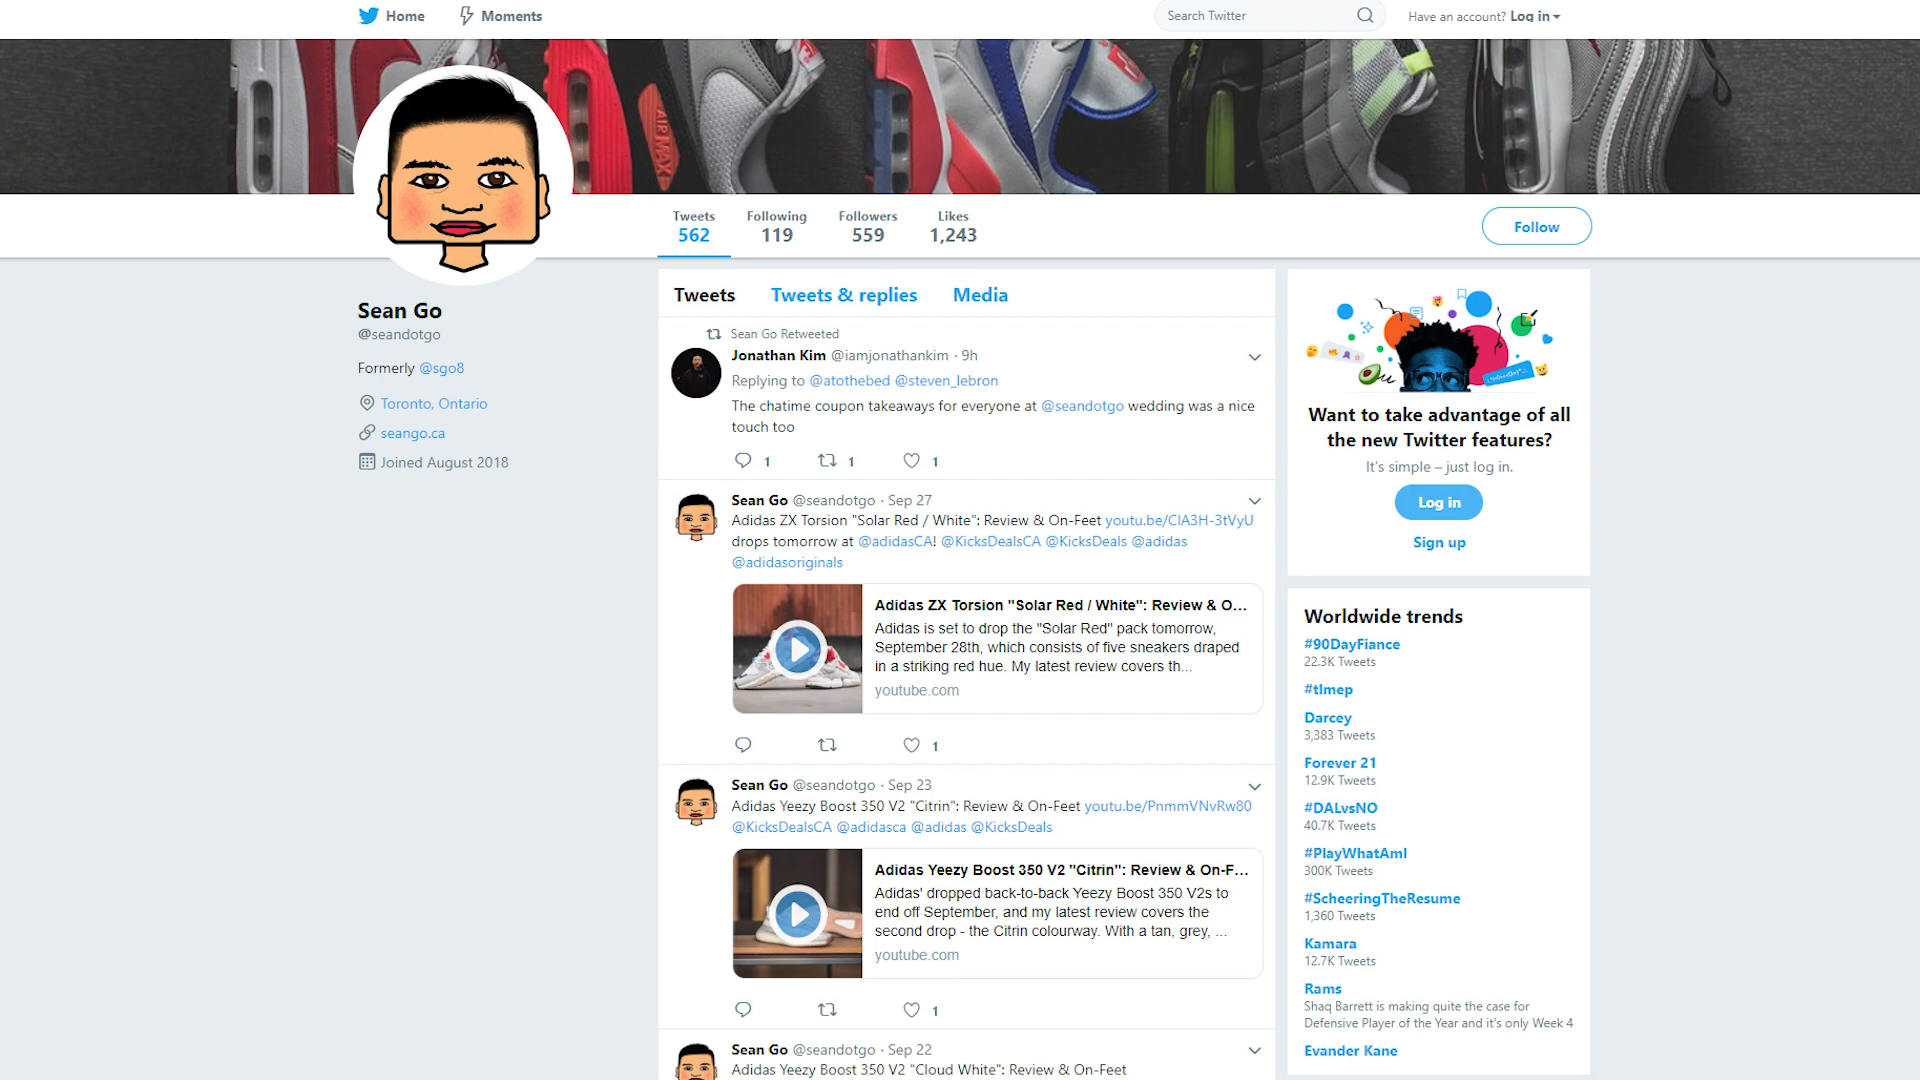 Home
Moments
Search Twitter
Have an account? Log in
AIR MAX
Tweets
562
Following
119
Followers
559
Likes
1,243
Follow
Sean Go
@seandotgo
Formerly @sgo8
Toronto, Ontario
seango.ca
Joined August 2018
Tweets
Tweets & replies
Media
Sean Go Retweeted
Jonathan Kim @iamjonathankim · 9h
Replying to @atothebed @steven_lebron
The chatime coupon takeaways for everyone at @seandotgo wedding was a nice
touch too
1
1
1
Sean Go @seandotgo · Sep 27
Adidas ZX Torsion "Solar Red / White": Review & On-Feet youtu.be/ClA3H-3tVyU
drops tomorrow at @adidasCA! @KicksDealsCA @KicksDeals @adidas
@adidasoriginals
Adidas ZX Torsion "Solar Red / White": Review & O...
Adidas is set to drop the "Solar Red" pack tomorrow,
September 28th, which consists of five sneakers draped
in a striking red hue. My latest review covers th...
youtube.com
1
Sean Go @seandotgo · Sep 23
Adidas Yeezy Boost 350 V2 "Citrin": Review & On-Feet youtu.be/PnmmVNvRw80
@KicksDealsCA @adidasca @adidas @KicksDeals
Adidas Yeezy Boost 350 V2 "Citrin": Review & On-F...
Adidas' dropped back-to-back Yeezy Boost 350 V2s to
end off September, and my latest review covers the
second drop - the Citrin colourway. With a tan, grey, ...
youtube.com
1
Sean Go @seandotgo · Sep 22
Adidas Yeezy Boost 350 V2 "Cloud White": Review & On-Feet
Want to take advantage of all
the new Twitter features?
It's simple – just log in.
Log in
Sign up
Worldwide trends
#90DayFiance
22.3K Tweets
#tlmep
Darcey
3,383 Tweets
Forever 21
12.9K Tweets
#DALvsNO
40.7K Tweets
#PlayWhatAmI
300K Tweets
#ScheeringTheResume
1,360 Tweets
Kamara
12.7K Tweets
Rams
Shaq Barrett is making quite the case for
Defensive Player of the Year and it's only Week 4
Evander Kane